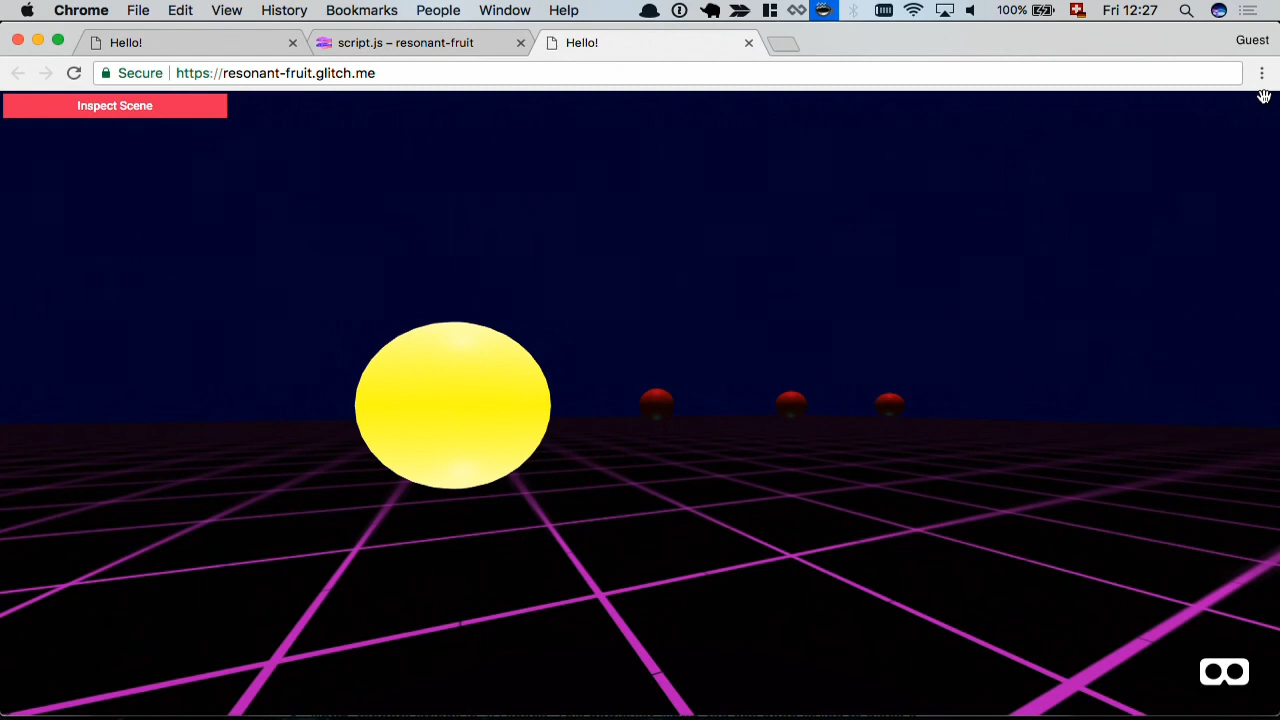 Chrome File Edit View History Bookmarks People Window Help 100% Fri 12:27
Hello! script.js – resonant-fruit Hello! Guest
Secure https://resonant-fruit.glitch.me
Inspect Scene